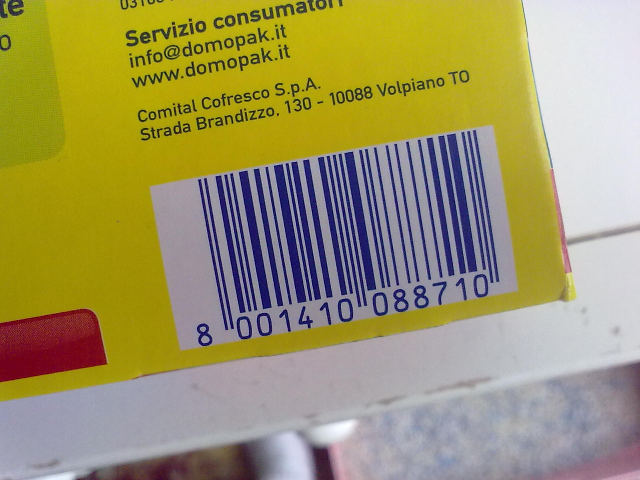 te
Servizio consumatori
info@domopak.it
www.domopak.it
Comital Cofresco S.p.A.
Strada Brandizzo, 130 - 10088 Volpiano TO
8 001410 088710